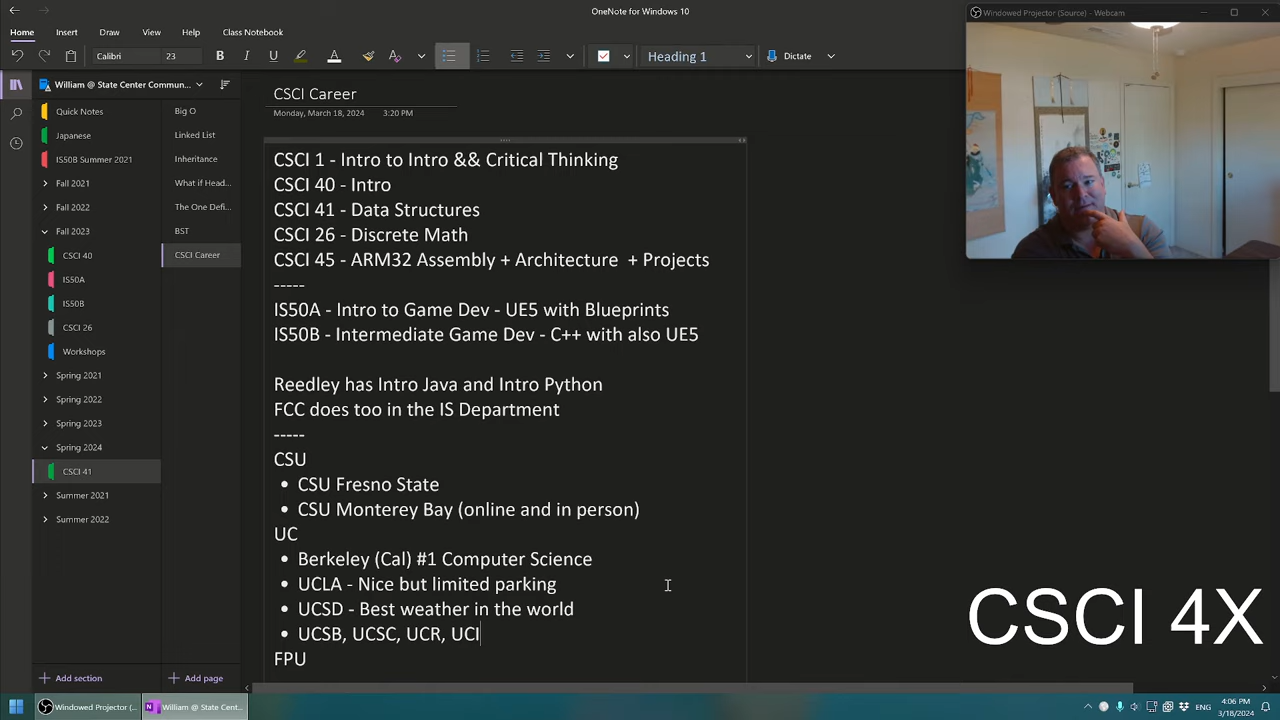 OneNote for Windows 10
Windowed Projector (Source) - Webcam
Home Insert Draw View Help Class Notebook
Calibri 23 B I U A Heading 1 Dictate
William @ State Center Commun...
Quick Notes
Japanese
IS50B Summer 2021
Fall 2021
Fall 2022
Fall 2023
CSCI 40
IS50A
IS50B
CSCI 26
Workshops
Spring 2021
Spring 2022
Spring 2023
Spring 2024
CSCI 41
Summer 2021
Summer 2022
Add section
Big O
Linked List
Inheritance
What if Head...
The One Defi...
BST
CSCI Career
Add page
CSCI Career
Monday, March 18, 2024 3:20 PM
CSCI 1 - Intro to Intro && Critical Thinking
CSCI 40 - Intro
CSCI 41 - Data Structures
CSCI 26 - Discrete Math
CSCI 45 - ARM32 Assembly + Architecture + Projects
-----
IS50A - Intro to Game Dev - UE5 with Blueprints
IS50B - Intermediate Game Dev - C++ with also UE5
Reedley has Intro Java and Intro Python
FCC does too in the IS Department
-----
CSU
• CSU Fresno State
• CSU Monterey Bay (online and in person)
UC
• Berkeley (Cal) #1 Computer Science
• UCLA - Nice but limited parking
• UCSD - Best weather in the world
• UCSB, UCSC, UCR, UCI
FPU
CSCI 4X
Windowed Projector (...
William @ State Cent...
ENG
4:06 PM
3/18/2024